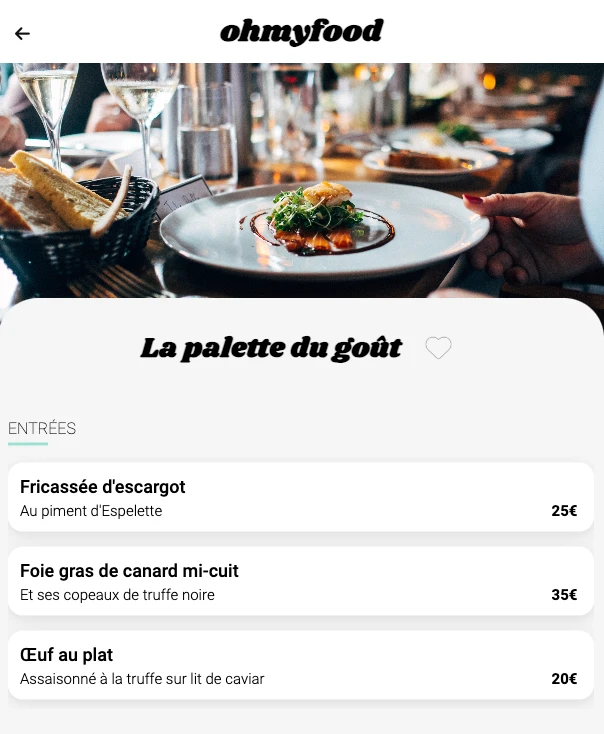 ohmyfood
La palette du goût
ENTRÉES
Fricassée d'escargot
Au piment d'Espelette
25€
Foie gras de canard mi-cuit
Et ses copeaux de truffe noire
35€
Œuf au plat
Assaisonné à la truffe sur lit de caviar
20€